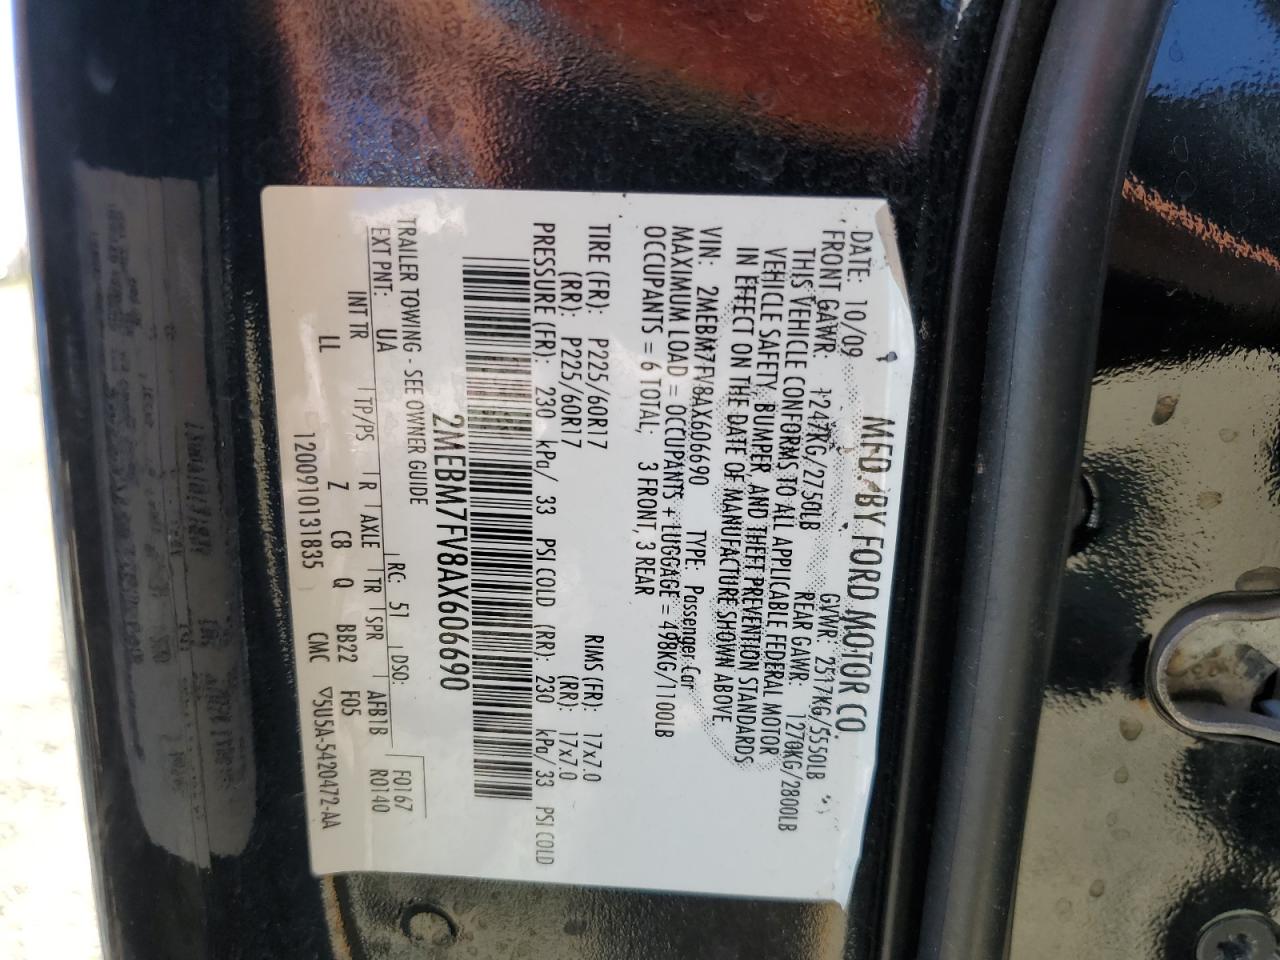 MFD. BY FORD MOTOR CO.
DATE: 10/09 GVWR: 2517KG/5550LB
FRONT GAWR: 1247KG/2750LB REAR GAWR: 1270KG/2800LB
THIS VEHICLE CONFORMS TO ALL APPLICABLE FEDERAL MOTOR
VEHICLE SAFETY, BUMPER, AND THEFT PREVENTION STANDARDS
IN EFFECT ON THE DATE OF MANUFACTURE SHOWN ABOVE
VIN: 2MEBM7FV8AX606690 TYPE: Passenger Car
MAXIMUM LOAD = OCCUPANTS + LUGGAGE = 498KG/1100LB
OCCUPANTS = 6 TOTAL, 3 FRONT, 3 REAR
TIRE (FR): P225/60R17 RIMS (FR): 17x7.0
(RR): P225/60R17 (RR): 17x7.0
PRESSURE (FR): 230 kPa/ 33 PSI COLD (RR): 230 kPa/ 33 PSI COLD
2MEBM7FV8AX606690
TRAILER TOWING - SEE OWNER GUIDE
EXT PNT: UA RC: 51 DSO: F0167
R0140
INT TR TP/PS R AXLE TR SPR AFB1B
LL Z C8 Q BB22 F05
12009101318 35 CMC ▽5U5A-5420472-AA